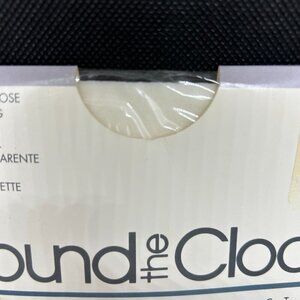 OSE
G
ARENTE
ETTE
ound the Cloc